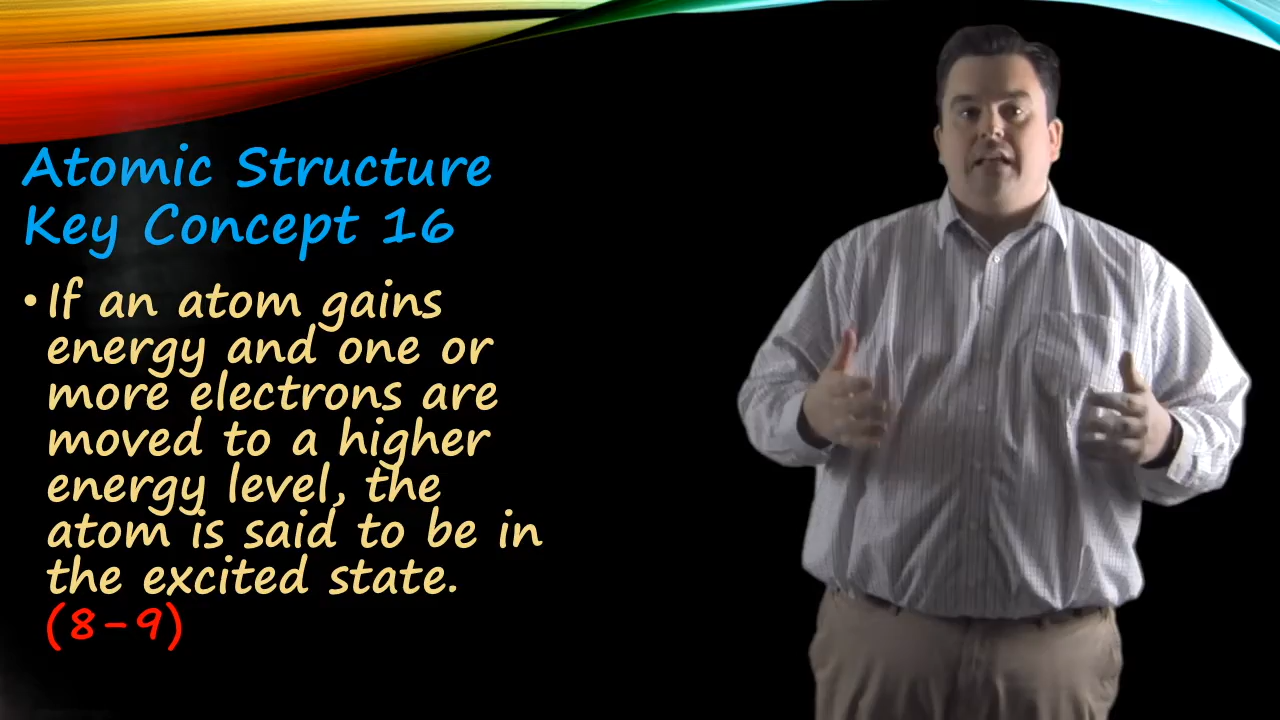 Atomic Structure
Key Concept 16
• If an atom gains
energy and one or
more electrons are
moved to a higher
energy level, the
atom is said to be in
the excited state.
(8-9)